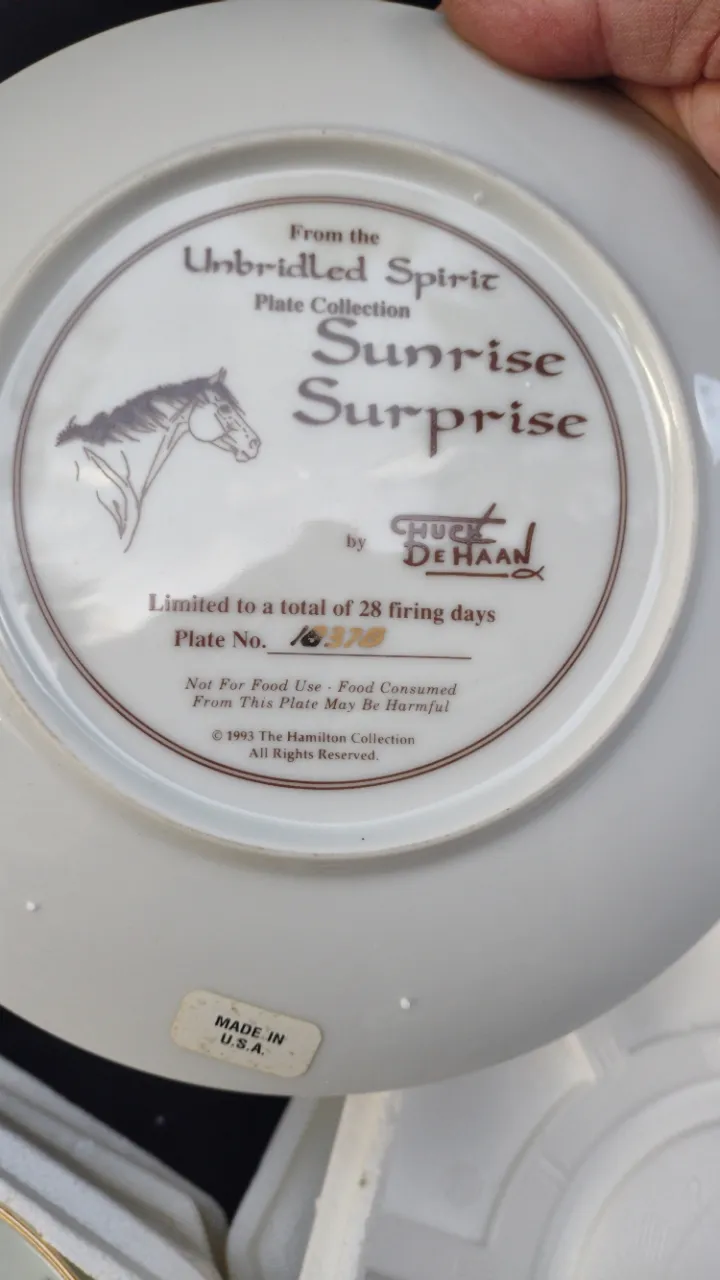 From the
Unbridled Spirit
Plate Collection
Sunrise
Surprise
by CHUCK
DEHAAN
Limited to a total of 28 firing days
Plate No.
Not For Food Use · Food Consumed
From This Plate May Be Harmful
© 1993 The Hamilton Collection
All Rights Reserved.
MADE IN
U.S.A.